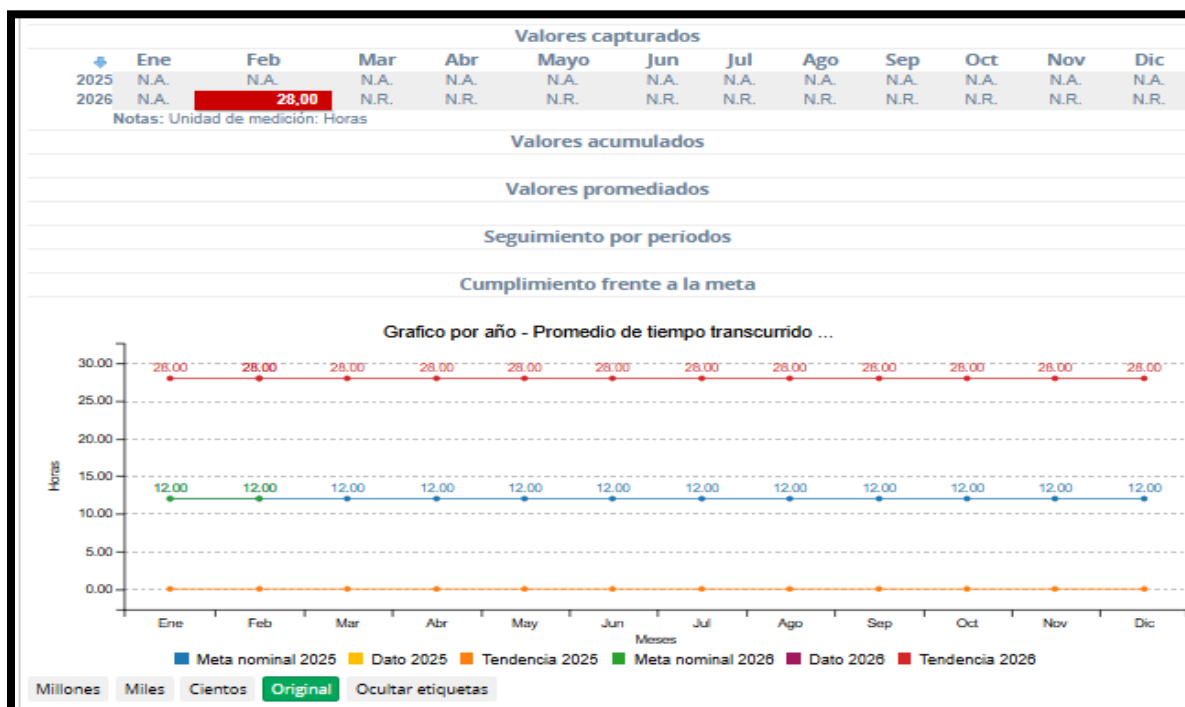 Valores capturados
Ene Feb Mar Abr Mayo Jun Jul Ago Sep Oct Nov Dic
2025 N.A. N.A. N.A. N.A. N.A. N.A. N.A. N.A. N.A. N.A. N.A. N.A.
2026 N.A. 28,00 N.R. N.R. N.R. N.R. N.R. N.R. N.R. N.R. N.R. N.R.
Notas: Unidad de medición: Horas
Valores acumulados
Valores promediados
Seguimiento por períodos
Cumplimiento frente a la meta
Grafico por año - Promedio de tiempo transcurrido ...
30.00
28.00 28.00 28.00 28.00 28.00 28.00 28.00 28.00 28.00 28.00 28.00 28.00
25.00
20.00
Horas
15.00
12.00 12.00 12.00 12.00 12.00 12.00 12.00 12.00 12.00 12.00 12.00 12.00
10.00
5.00
0.00
Ene Feb Mar Abr May Jun Jul Ago Sep Oct Nov Dic
Meses
Meta nominal 2025 Dato 2025 Tendencia 2025 Meta nominal 2026 Dato 2026 Tendencia 2026
Millones Miles Cientos Original Ocultar etiquetas